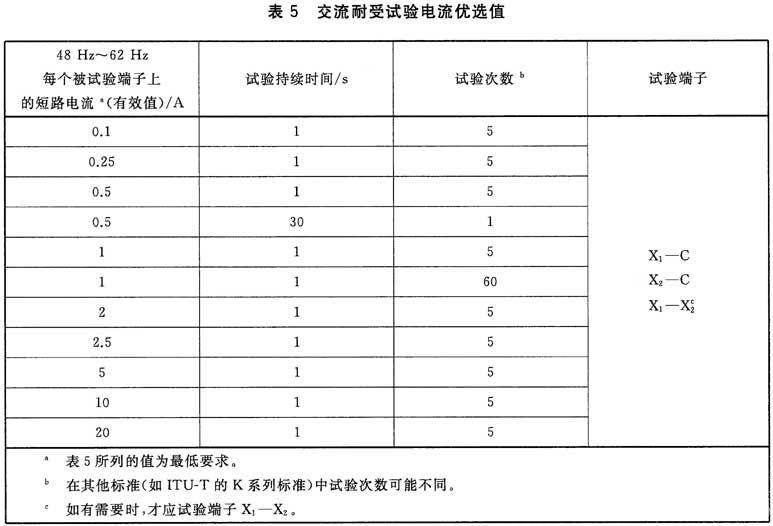 表 5 交流耐受试验电流优选值
48 Hz～62 Hz
每个被试验端子上
的短路电流 ᵃ(有效值)/A
试验持续时间/s
试验次数 ᵇ
试验端子
0.1 1 5
0.25 1 5
0.5 1 5
0.5 30 1
1 1 5
1 1 60
2 1 5
2.5 1 5
5 1 5
10 1 5
20 1 5
X₁—C
X₂—C
X₁—X₂ᶜ
ᵃ 表 5 所列的值为最低要求。
ᵇ 在其他标准(如 ITU-T 的 K 系列标准)中试验次数可能不同。
ᶜ 如有需要时,才应试验端子 X₁—X₂。